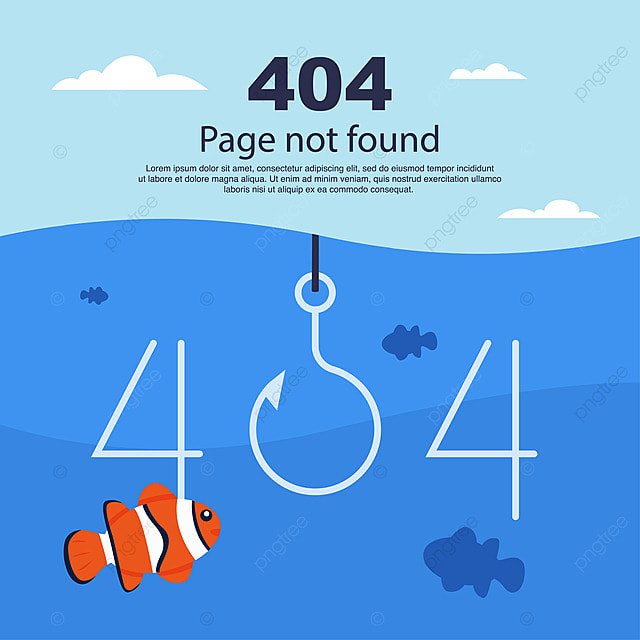 404
Page not found
Lorem ipsum dolor sit amet, consectetur adipiscing elit, sed do eiusmod tempor incididunt
ut labore et dolore magna aliqua. Ut enim ad minim veniam, quis nostrud exercitation ullamco
laboris nisi ut aliquip ex ea commodo consequat.
404
pngtree